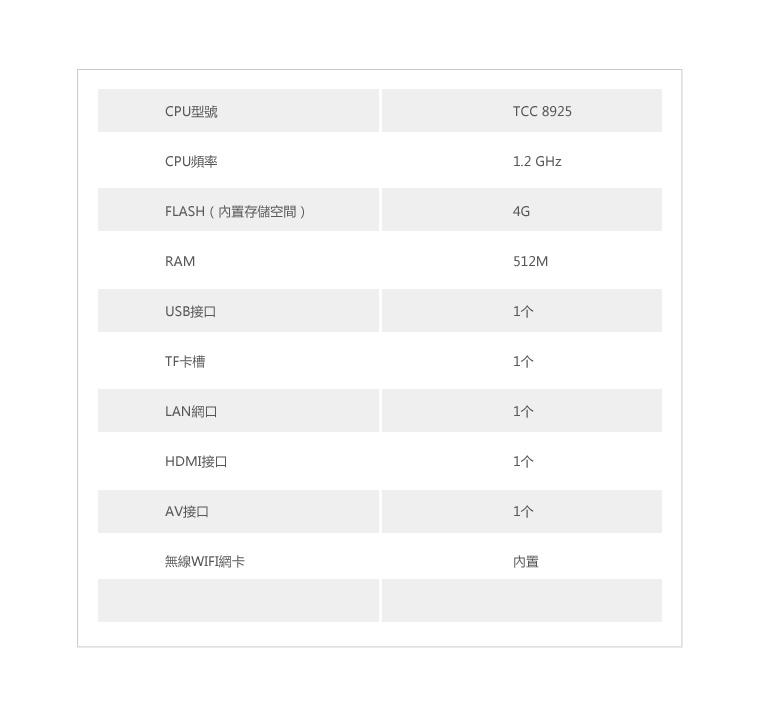 CPU型號 TCC 8925
CPU頻率 1.2 GHz
FLASH（內置存儲空間） 4G
RAM 512M
USB接口 1个
TF卡槽 1个
LAN網口 1个
HDMI接口 1个
AV接口 1个
無線WIFI網卡 内置